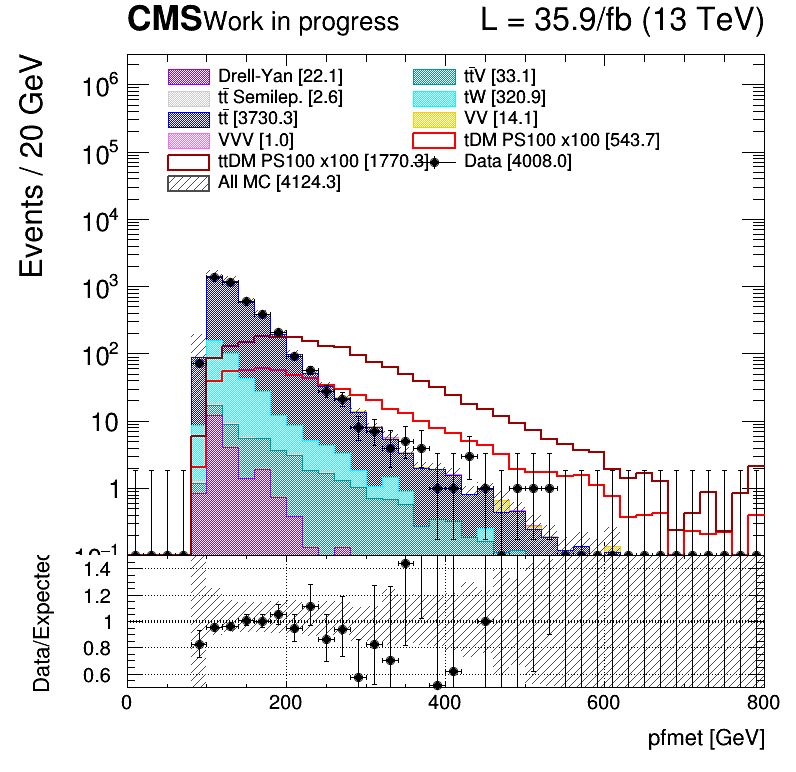 CMS Work in progress L = 35.9/fb (13 TeV)
Events / 20 GeV
Drell-Yan [22.1] tt̄V [33.1]
tt̄ Semilep. [2.6] tW [320.9]
tt̄ [3730.3] VV [14.1]
VVV [1.0] tDM PS100 x100 [543.7]
ttDM PS100 x100 [1770.3] Data [4008.0]
All MC [4124.3]
10⁶
10⁵
10⁴
10³
10²
10
1
10⁻¹
Data/Expected
1.4
1.2
1
0.8
0.6
0 200 400 600 800
pfmet [GeV]